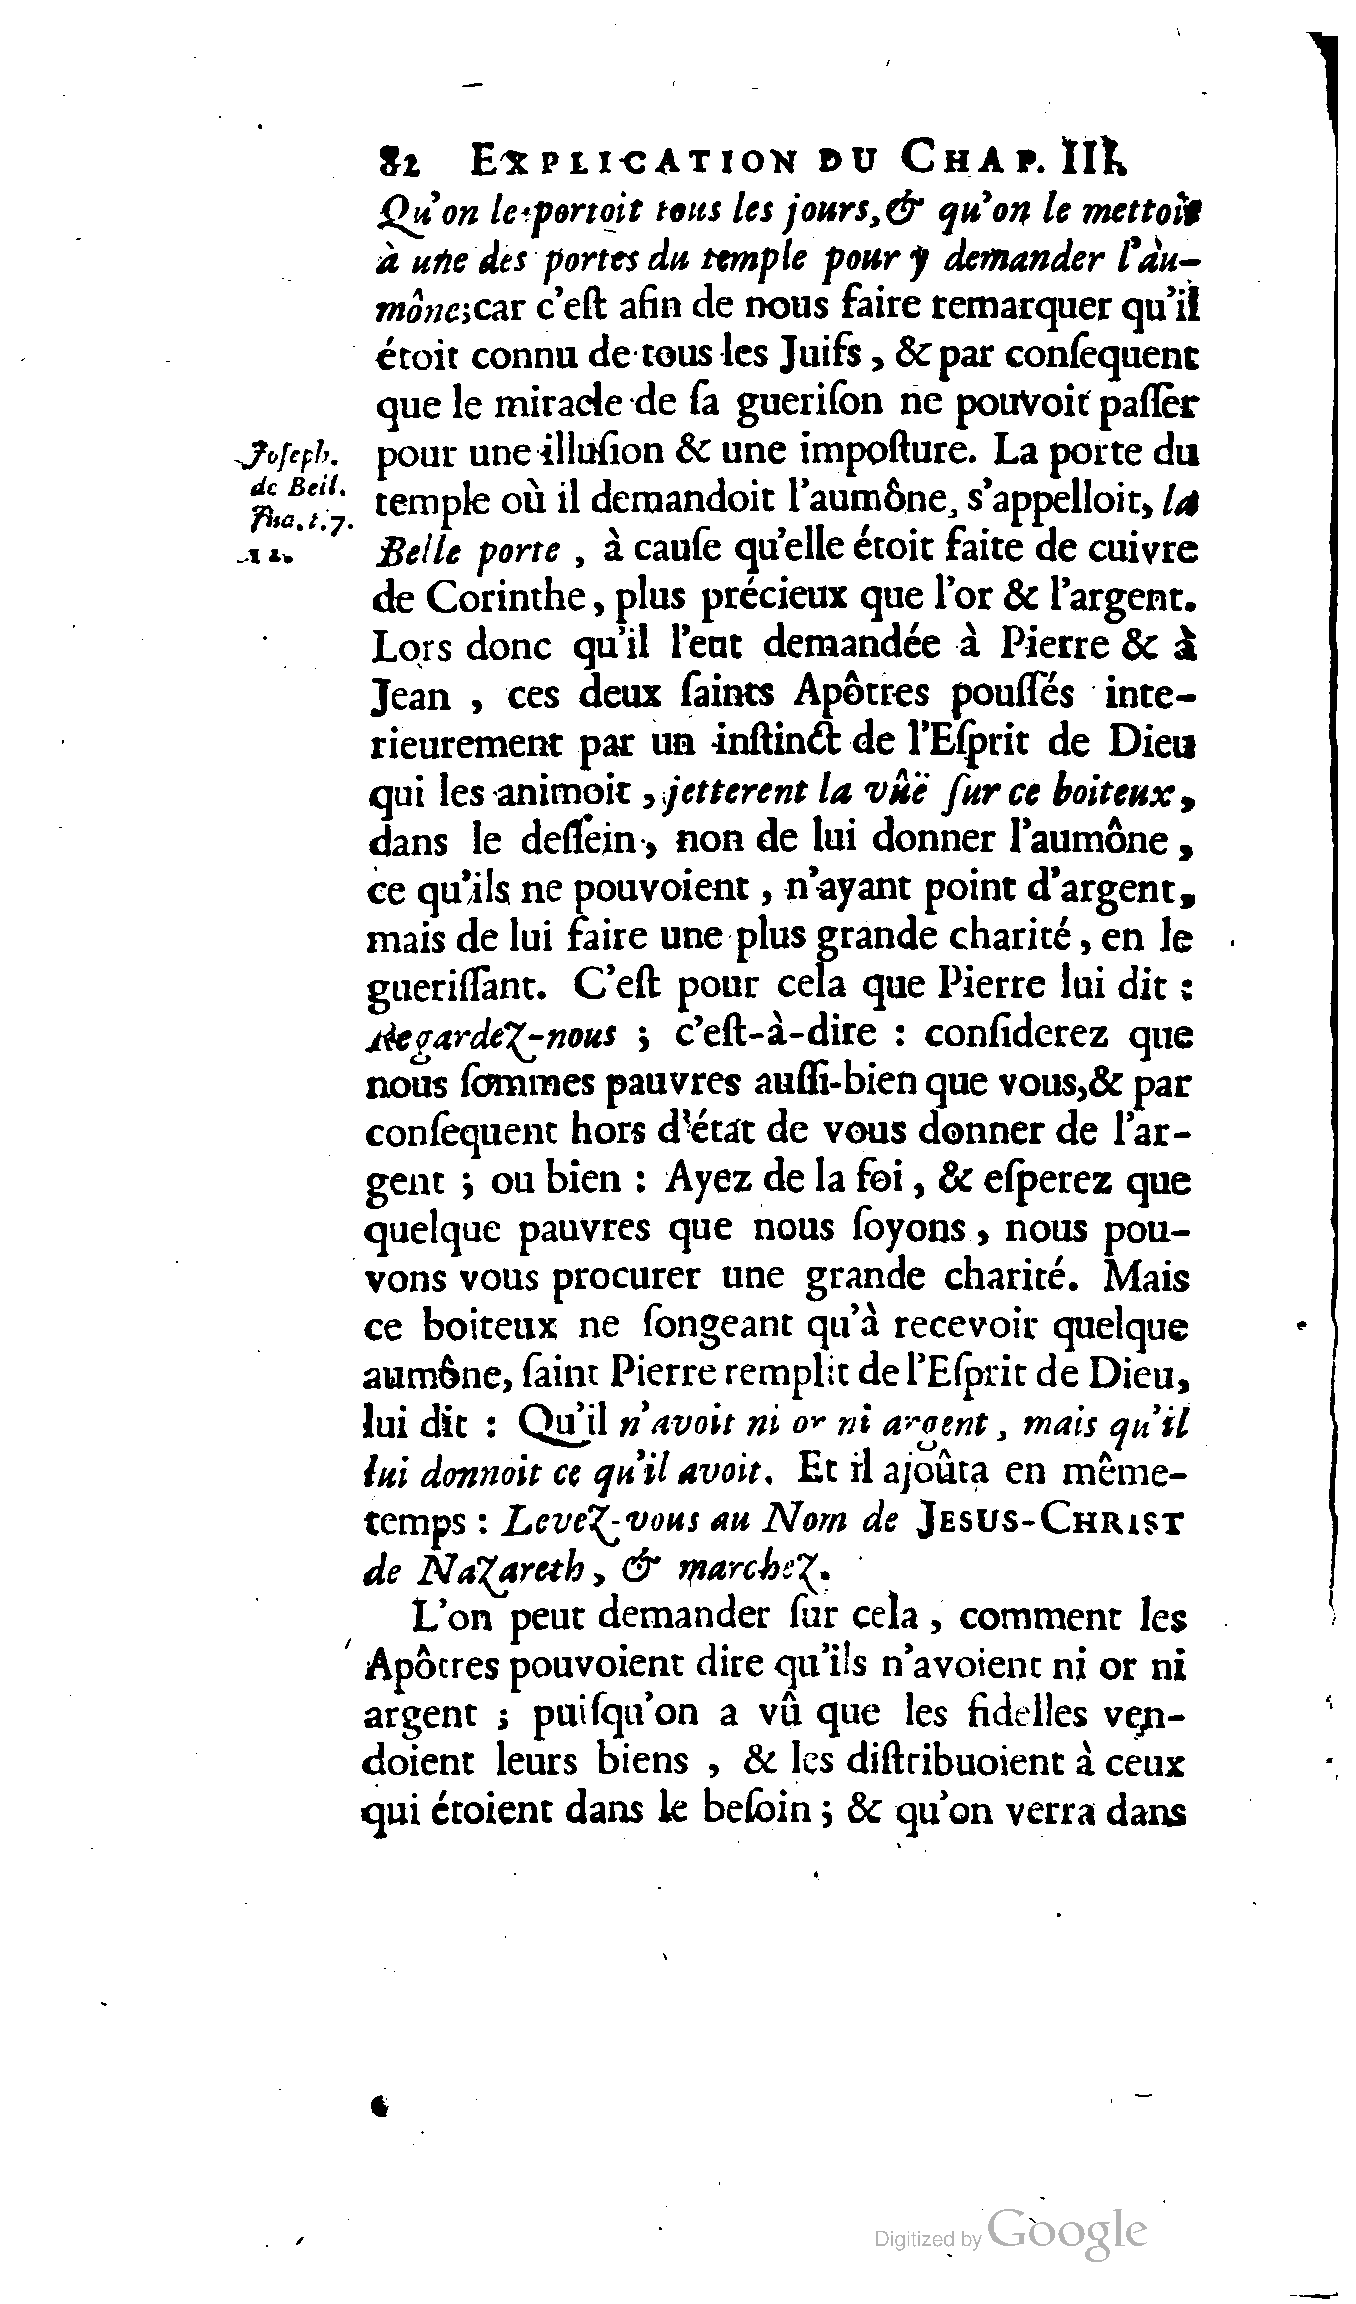 82 EXPLICATION DU CHAP. III.
Qu'on le portoit tous les jours, & qu'on le mettoit
à une des portes du temple pour y demander l'au-
mône; car c'eſt afin de nous faire remarquer qu'il
étoit connu de tous les Juifs, & par conſequent
que le miracle de ſa gueriſon ne pouvoit paſſer
pour une illuſion & une impoſture. La porte du
Joſeph.
de Bell.
temple où il demandoit l'aumône, s'appelloit, la
l. 7.
Belle porte, à cauſe qu'elle étoit faite de cuivre
12.
de Corinthe, plus précieux que l'or & l'argent.
Lors donc qu'il l'eut demandée à Pierre & à
Jean, ces deux ſaints Apôtres pouſſés inte-
rieurement par un inſtinct de l'Eſprit de Dieu
qui les animoit, jetterent la vûë ſur ce boiteux,
dans le deſſein, non de lui donner l'aumône,
ce qu'ils ne pouvoient, n'ayant point d'argent,
mais de lui faire une plus grande charité, en le
gueriſſant. C'eſt pour cela que Pierre lui dit :
Regardez-nous ; c'eſt-à-dire : conſiderez que
nous ſommes pauvres auſſi-bien que vous, & par
conſequent hors d'état de vous donner de l'ar-
gent ; ou bien : Ayez de la foi, & eſperez que
quelque pauvres que nous ſoyons, nous pou-
vons vous procurer une grande charité. Mais
ce boiteux ne ſongeant qu'à recevoir quelque
aumône, ſaint Pierre remplit de l'Eſprit de Dieu,
lui dit : Qu'il n'avoit ni or ni argent, mais qu'il
lui donnoit ce qu'il avoit. Et il ajoûta en même-
temps : Levez-vous au Nom de JESUS-CHRIST
de Nazareth, & marchez.
L'on peut demander ſur cela, comment les
Apôtres pouvoient dire qu'ils n'avoient ni or ni
argent ; puiſqu'on a vû que les fidelles ven-
doient leurs biens, & les diſtribuoient à ceux
qui étoient dans le beſoin ; & qu'on verra dans
Digitized by Google